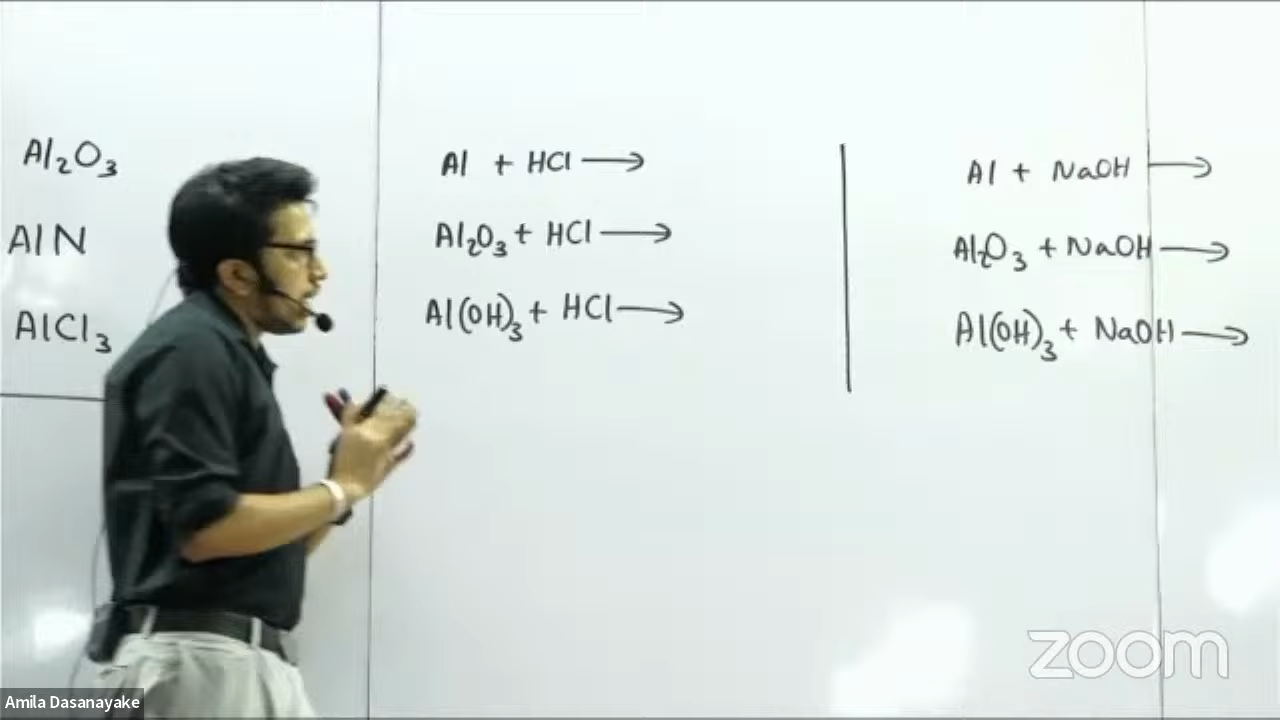 Al₂O₃
AlN
AlCl₃
Al + HCl ⟶
Al₂O₃ + HCl ⟶
Al(OH)₃ + HCl ⟶
Al + NaOH ⟶
Al₂O₃ + NaOH ⟶
Al(OH)₃ + NaOH ⟶
zoom
Amila Dasanayake